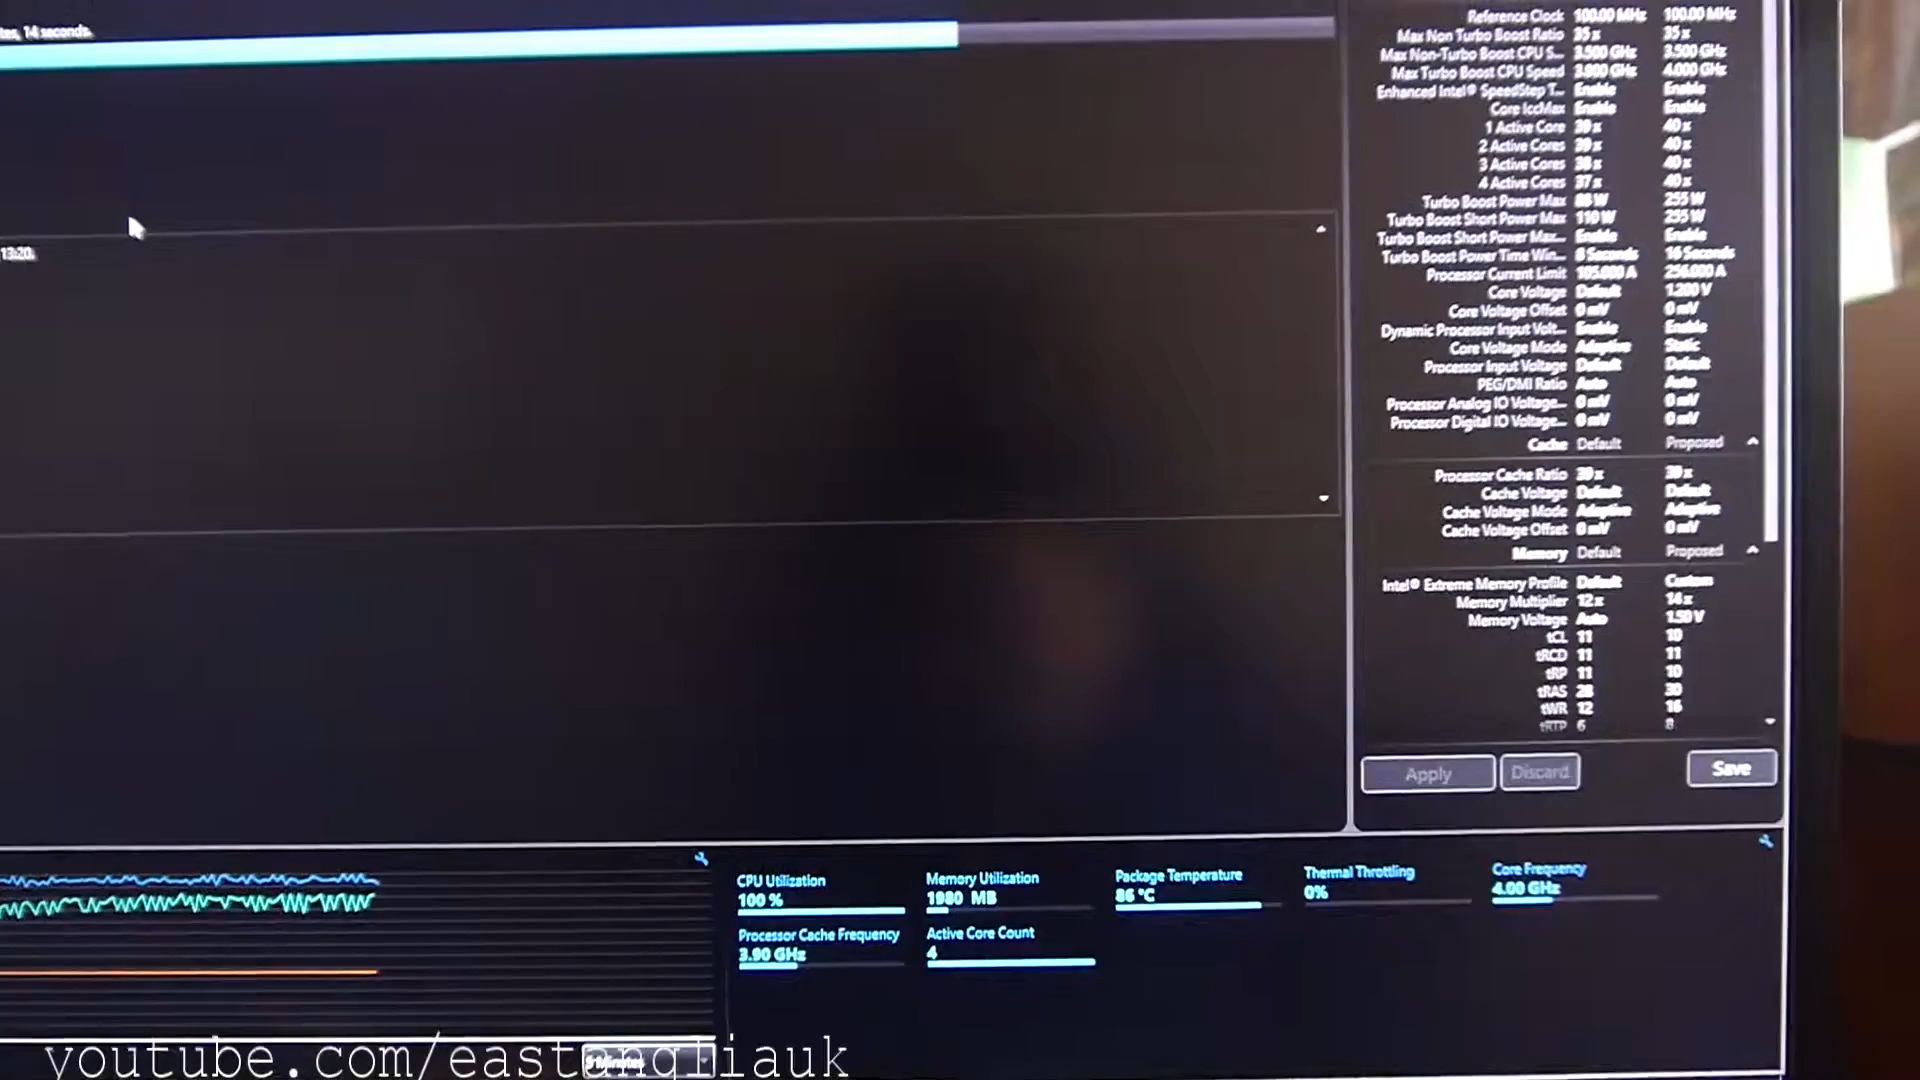 tes, 14 seconds.
13:20.
Reference Clock 100.00 MHz 100.00 MHz
Max Non Turbo Boost Ratio 35 x 35 x
Max Non-Turbo Boost CPU S... 3.500 GHz 3.500 GHz
Max Turbo Boost CPU Speed 3.900 GHz 4.000 GHz
Enhanced Intel® SpeedStep T... Enable Enable
Core IccMax Enable Enable
1 Active Core 39 x 40 x
2 Active Cores 39 x 40 x
3 Active Cores 38 x 40 x
4 Active Cores 37 x 40 x
Turbo Boost Power Max 88 W 255 W
Turbo Boost Short Power Max 110 W 255 W
Turbo Boost Short Power Max... Enable Enable
Turbo Boost Power Time Win... 8 Seconds 16 Seconds
Processor Current Limit 105.000 A 256.000 A
Core Voltage Default 1.200 V
Core Voltage Offset 0 mV 0 mV
Dynamic Processor Input Volt... Enable Enable
Core Voltage Mode Adaptive Static
Processor Input Voltage Default Default
PEG/DMI Ratio Auto Auto
Processor Analog IO Voltage... 0 mV 0 mV
Processor Digital IO Voltage... 0 mV 0 mV
Cache Default Proposed
Processor Cache Ratio 39 x 39 x
Cache Voltage Default Default
Cache Voltage Mode Adaptive Adaptive
Cache Voltage Offset 0 mV 0 mV
Memory Default Proposed
Intel® Extreme Memory Profile Default Custom
Memory Multiplier 12 x 14 x
Memory Voltage Auto 1.50 V
tCL 11 10
tRCD 11 11
tRP 11 10
tRAS 28 30
tWR 12 16
tRTP 6 8
Apply Discard Save
CPU Utilization
100 %
Memory Utilization
1980 MB
Package Temperature
86 °C
Thermal Throttling
0%
Core Frequency
4.00 GHz
Processor Cache Frequency
3.90 GHz
Active Core Count
4
5 Minutes
youtube.com/eastangliauk